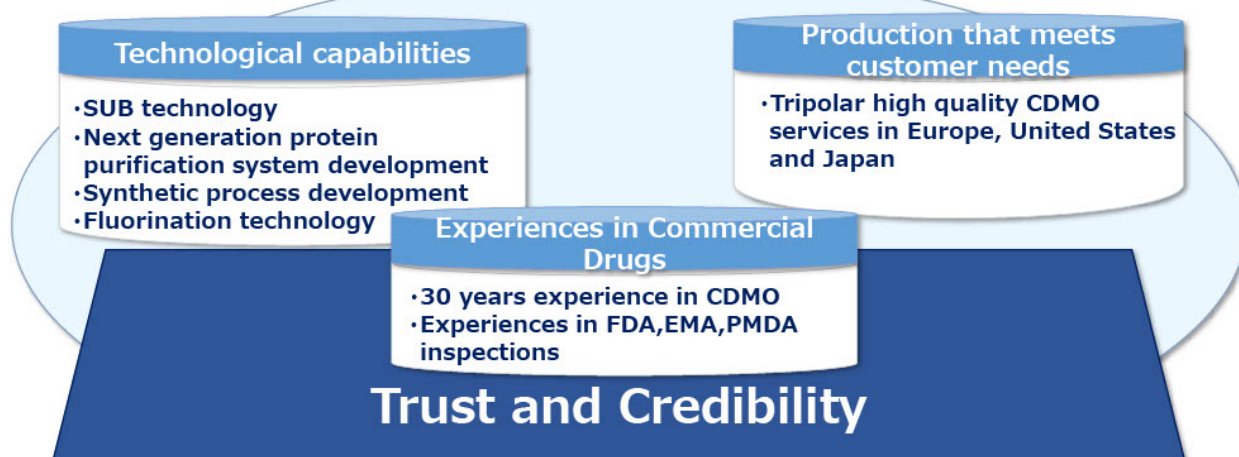 Technological capabilities
・SUB technology
・Next generation protein
purification system development
・Synthetic process development
・Fluorination technology
Production that meets
customer needs
・Tripolar high quality CDMO
services in Europe, United States
and Japan
Experiences in Commercial
Drugs
・30 years experience in CDMO
・Experiences in FDA,EMA,PMDA
inspections
Trust and Credibility